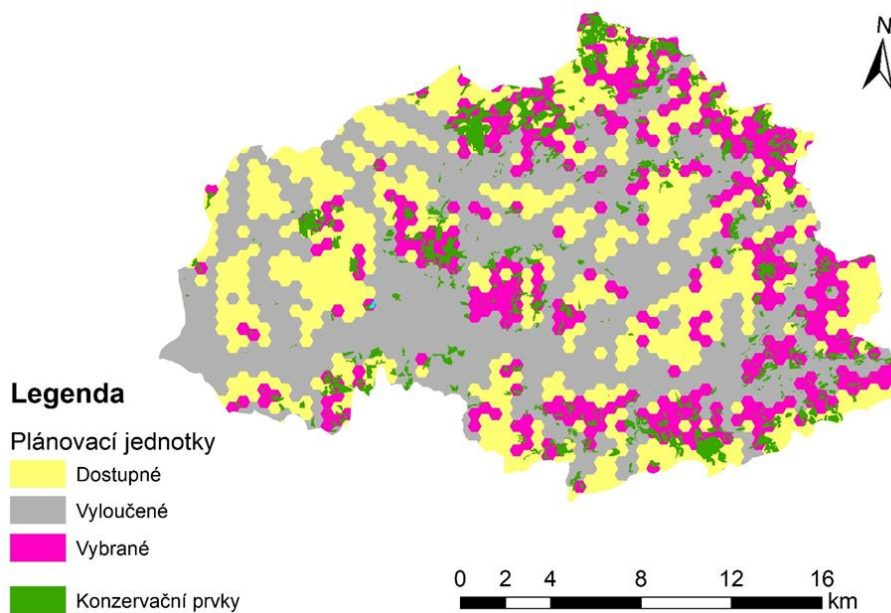 N
Legenda
Plánovací jednotky
Dostupné
Vyloučené
Vybrané
Konzervační prvky
0 2 4 8 12 16
km